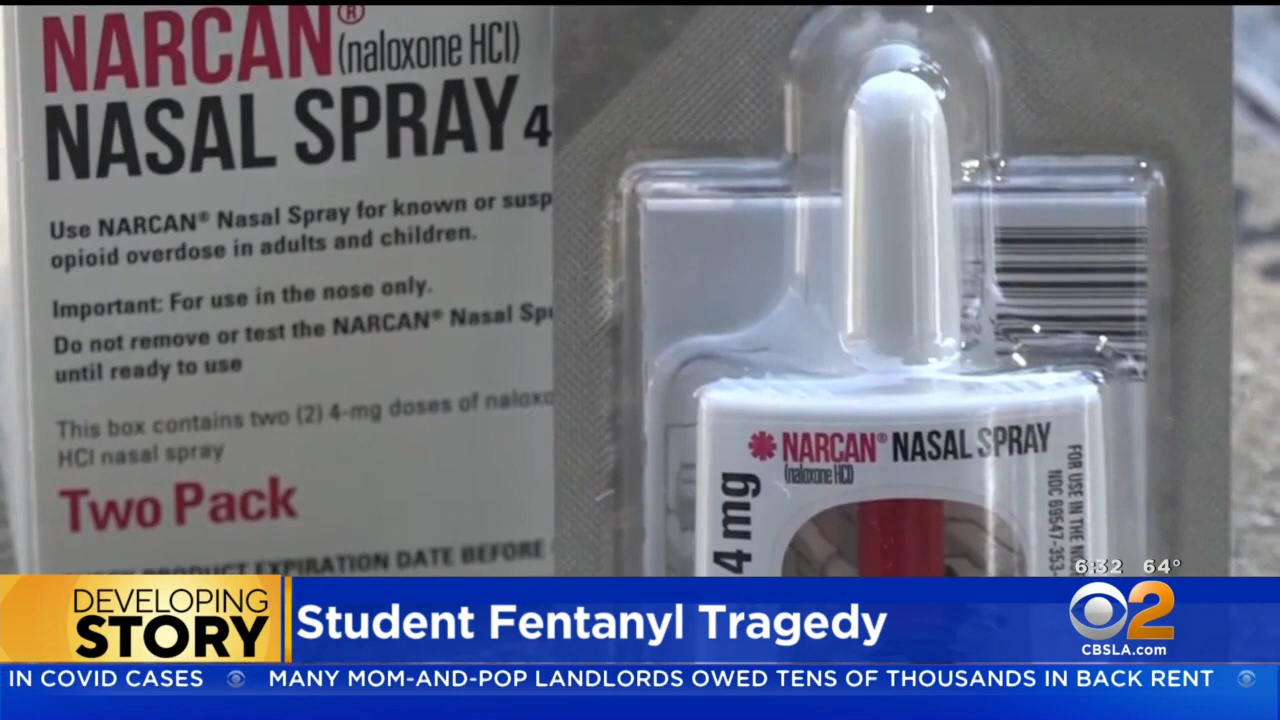 NARCAN®
(naloxone HCl)
NASAL SPRAY 4
Use NARCAN® Nasal Spray for known or susp
opioid overdose in adults and children.
Important: For use in the nose only.
Do not remove or test the NARCAN® Nasal Sp
until ready to use
This box contains two (2) 4-mg doses of nalox
HCl nasal spray
Two Pack
PRODUCT EXPIRATION DATE BEFORE
NARCAN® NASAL SPRAY
(naloxone HCl)
4 mg
FOR USE IN THE NO
NDC 69547-353-
6:32 64°
DEVELOPING
STORY
Student Fentanyl Tragedy
2
CBSLA.com
IN COVID CASES MANY MOM-AND-POP LANDLORDS OWED TENS OF THOUSANDS IN BACK RENT